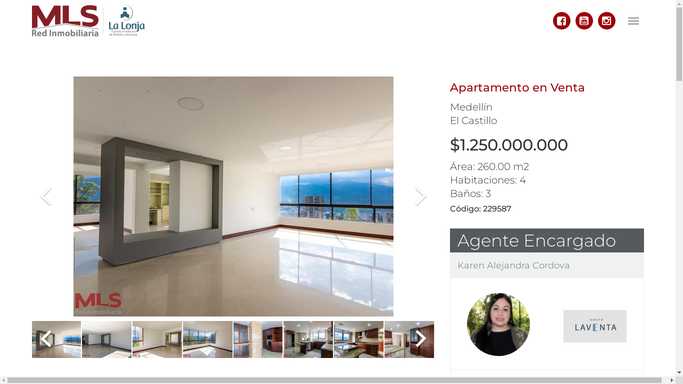 MLS
Red Inmobiliaria
La Lonja
Apartamento en Venta
Medellín
El Castillo
$1.250.000.000
Área: 260.00 m2
Habitaciones: 4
Baños: 3
Código: 229587
MLS
Agente Encargado
Karen Alejandra Cordova
LAVENTA